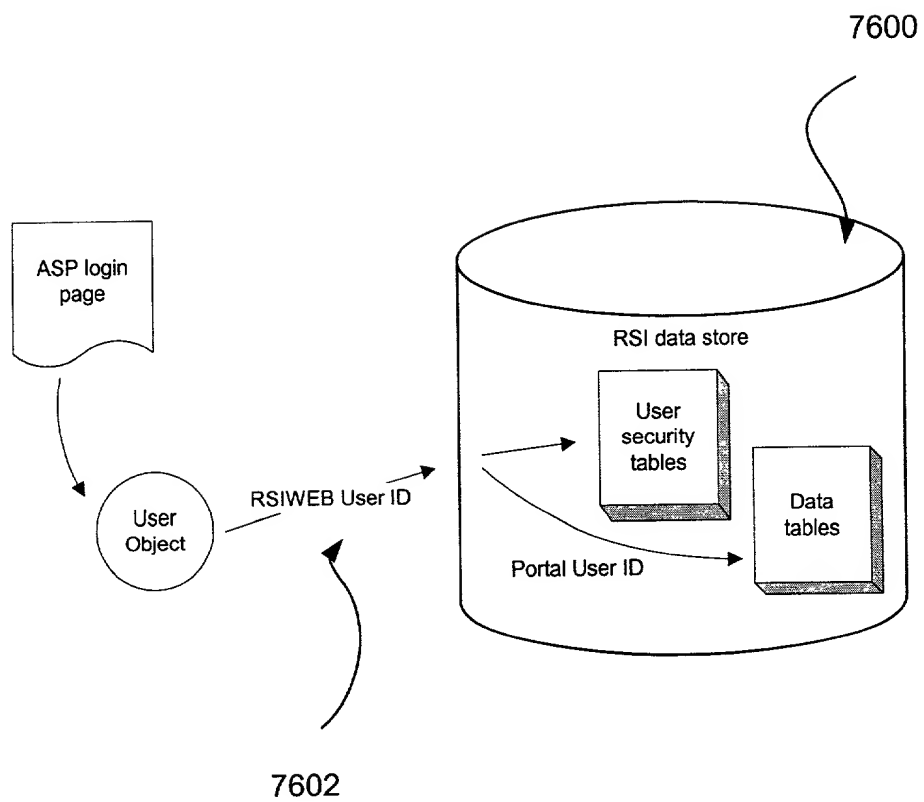 7600
ASP login
page
RSI data store
User
security
tables
User
Object
RSIWEB User ID
Data
tables
Portal User ID
7602